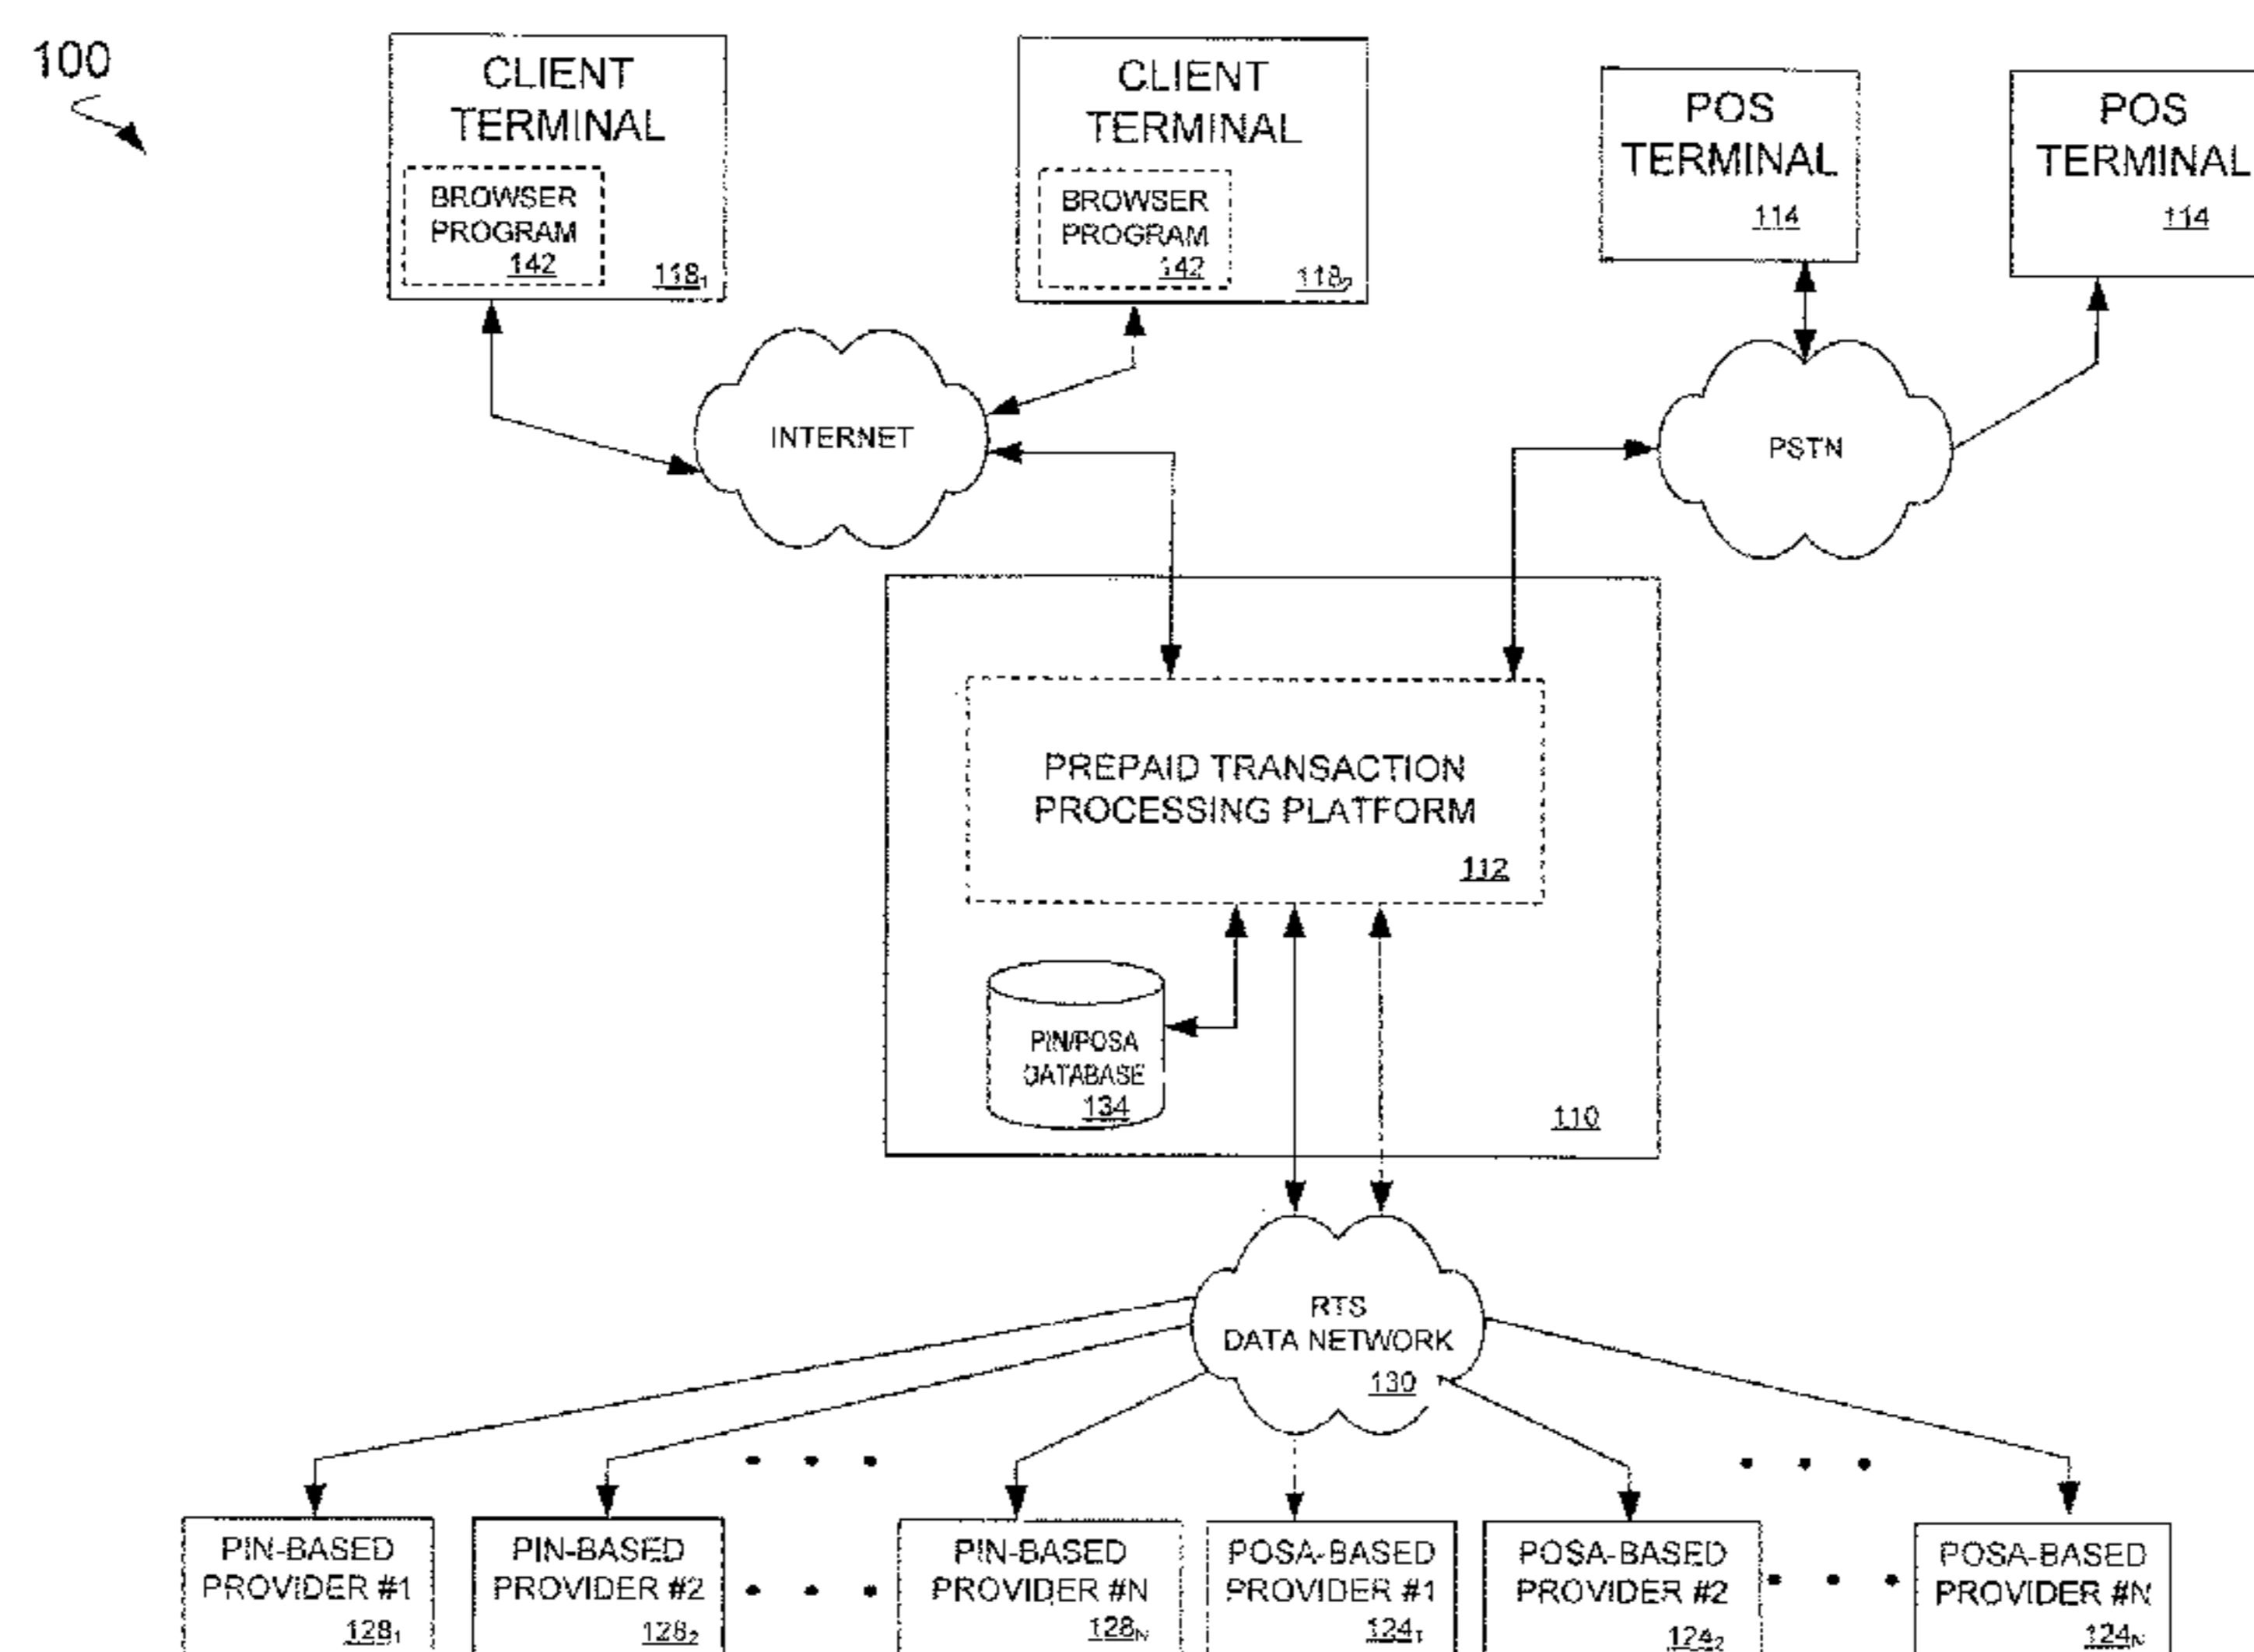 100
CLIENT
TERMINAL
BROWSER
PROGRAM
142
118₁
CLIENT
TERMINAL
BROWSER
PROGRAM
142
118₂
POS
TERMINAL
114
POS
TERMINAL
114
INTERNET
PSTN
PREPAID TRANSACTION
PROCESSING PLATFORM
112
PIN/POSA
DATABASE
134
110
RTS
DATA NETWORK
130
PIN-BASED
PROVIDER #1
128₁
PIN-BASED
PROVIDER #2
128₂
PIN-BASED
PROVIDER #N
128N
POSA-BASED
PROVIDER #1
124₁
POSA-BASED
PROVIDER #2
124₂
POSA-BASED
PROVIDER #N
124N